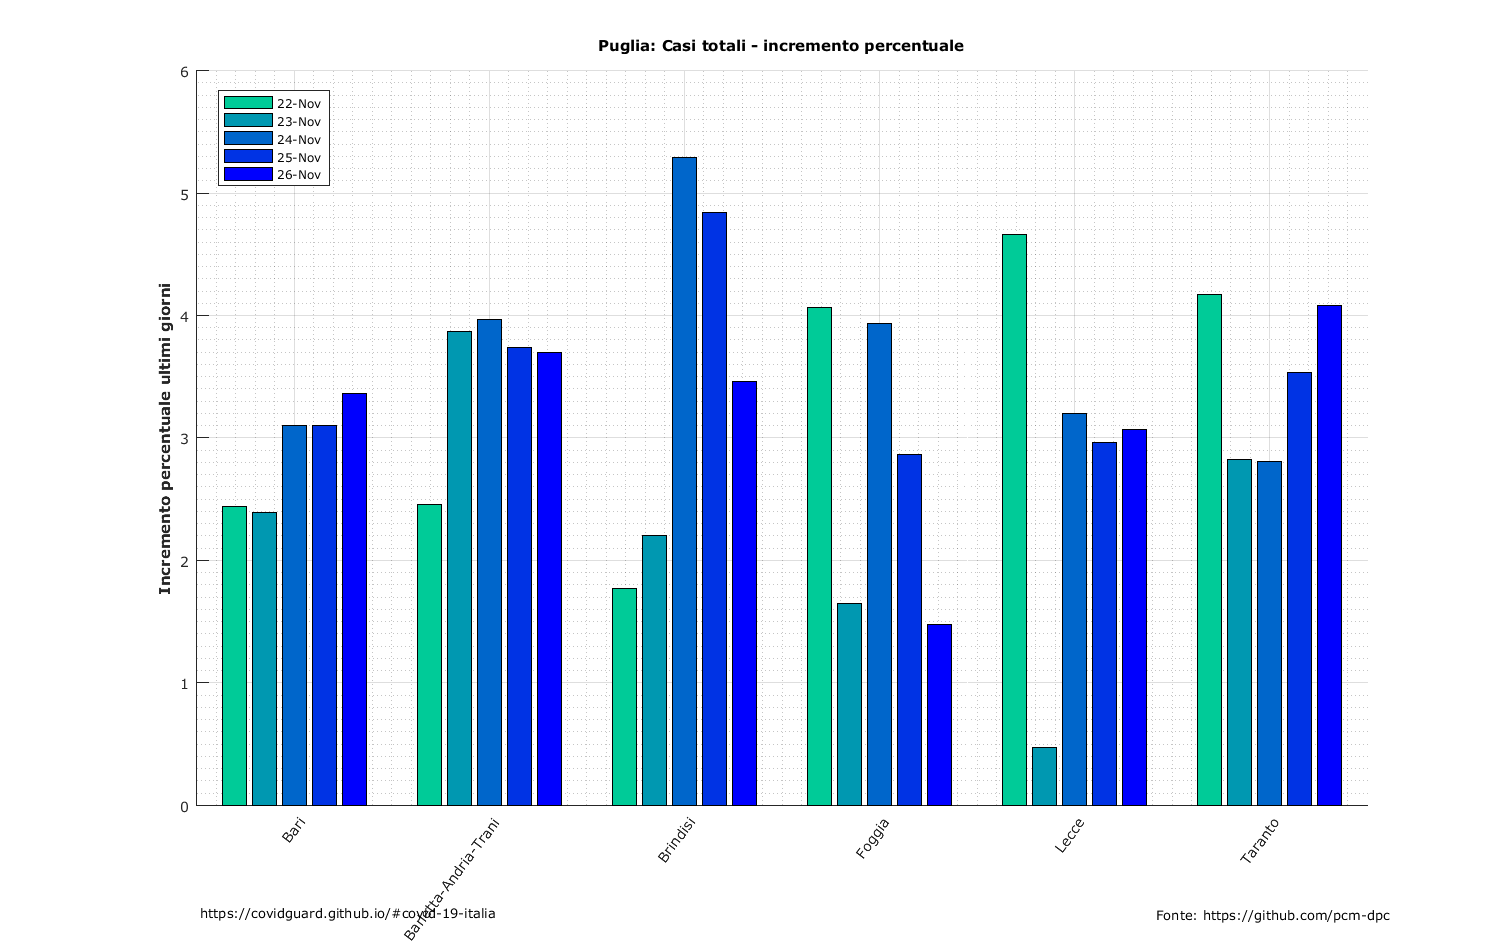 Puglia: Casi totali - incremento percentuale
6
5
4
3
2
1
0
Incremento percentuale ultimi giorni
22-Nov
23-Nov
24-Nov
25-Nov
26-Nov
Bari
Barletta-Andria-Trani
Brindisi
Foggia
Lecce
Taranto
https://covidguard.github.io/#covid-19-italia
Fonte: https://github.com/pcm-dpc